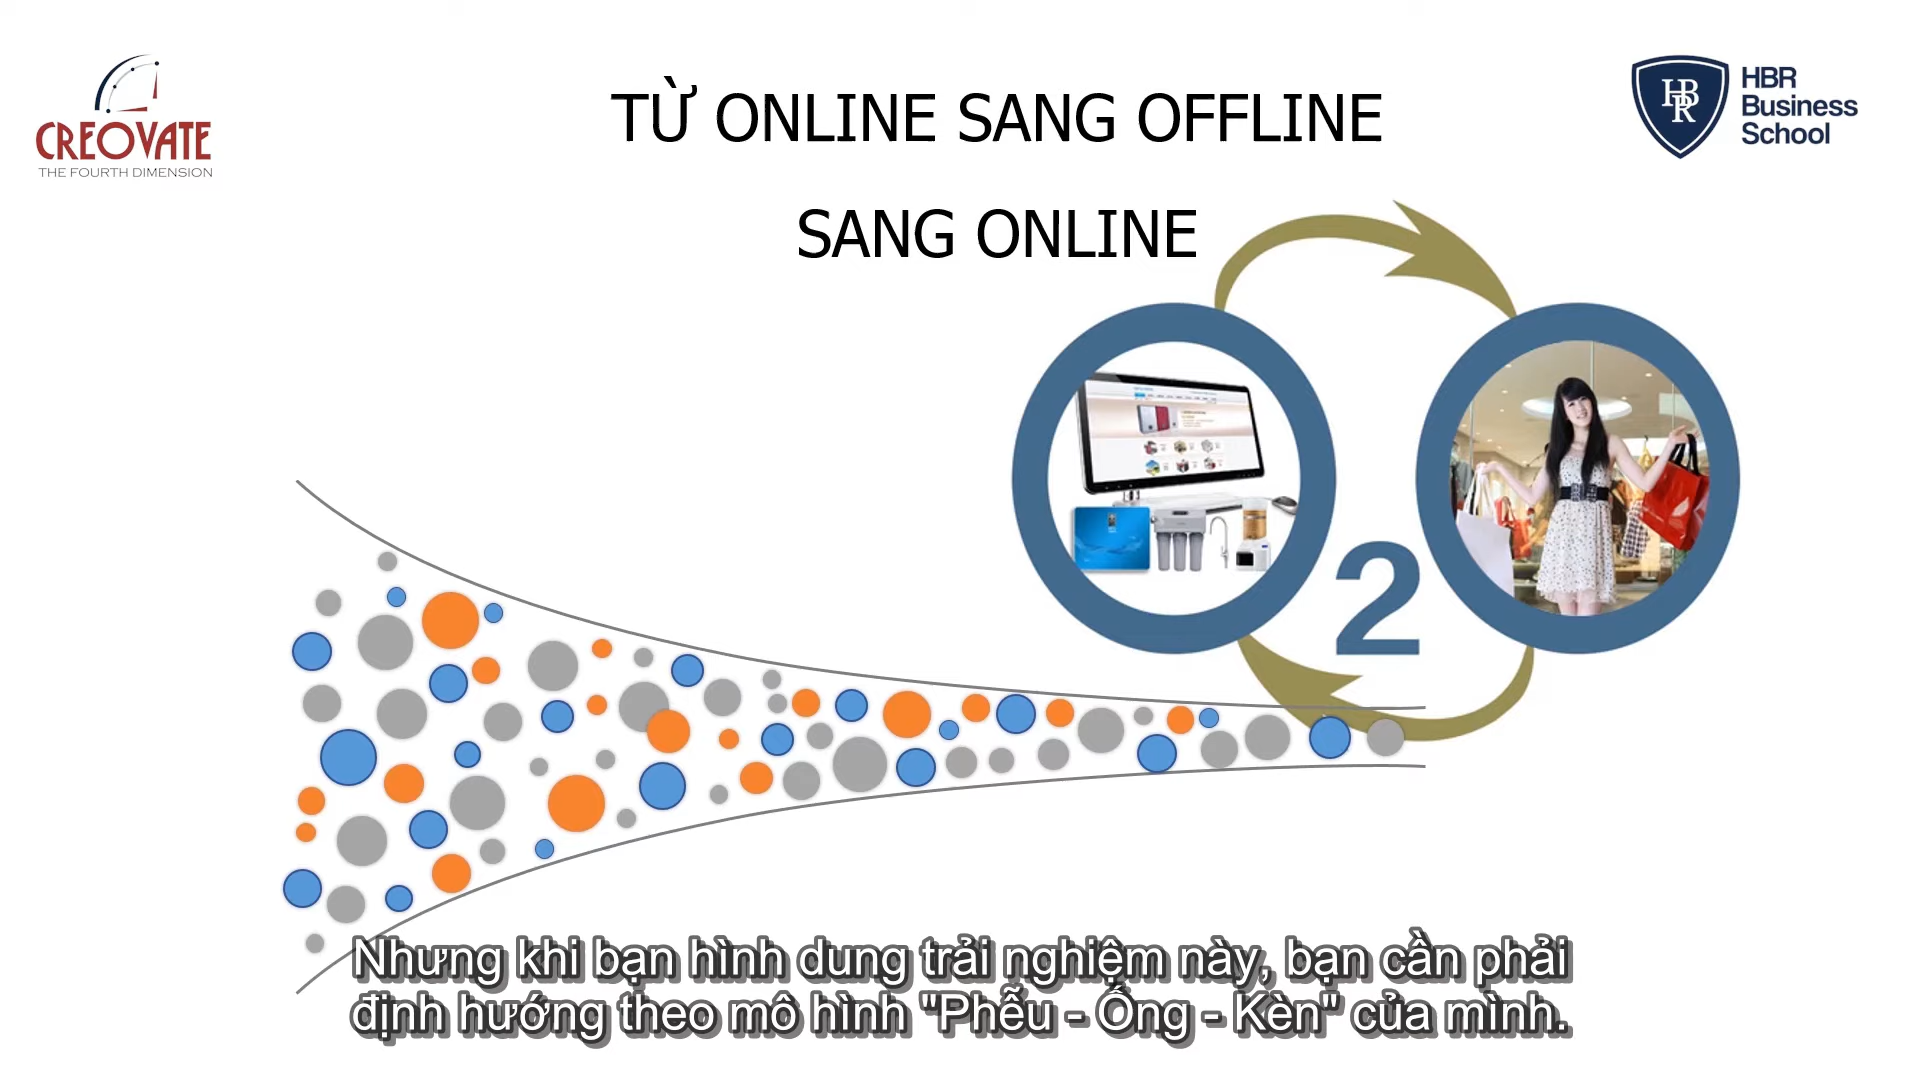 CREOVATE
THE FOURTH DIMENSION
TỪ ONLINE SANG OFFLINE
SANG ONLINE
HBR
HBR
Business
School
2
Nhưng khi bạn hình dung trải nghiệm này, bạn cần phải
định hướng theo mô hình "Phễu - Ống - Kèn" của mình.